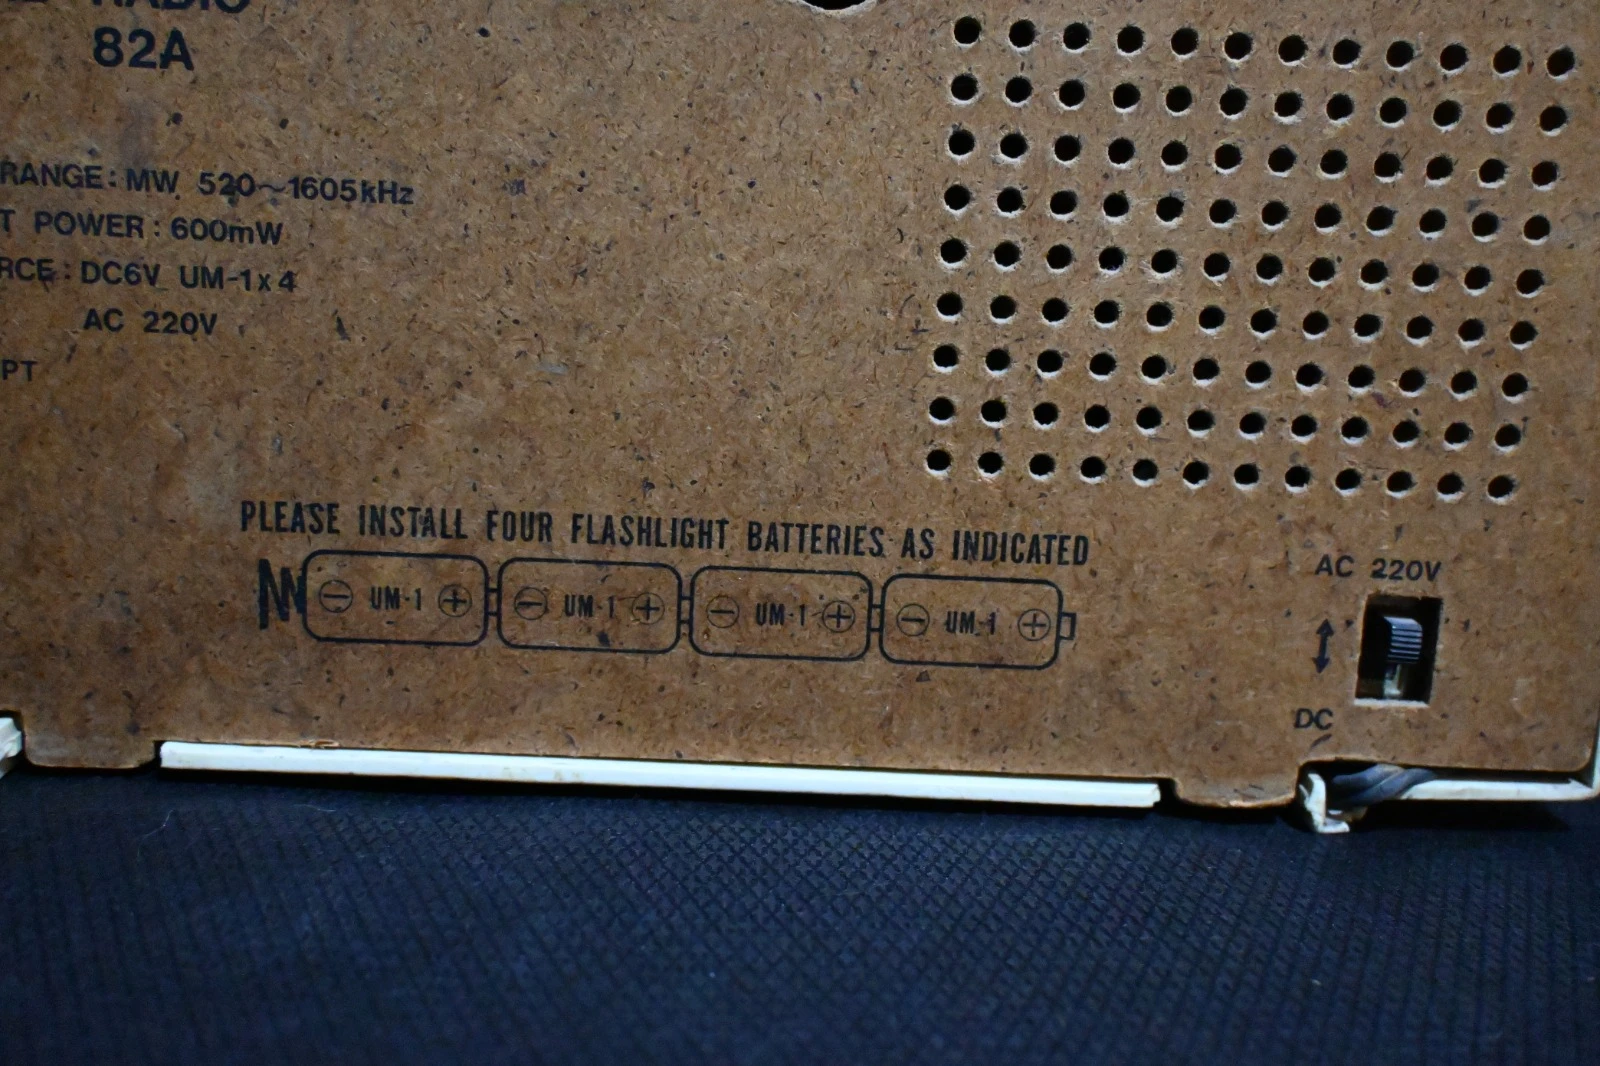 RADIO
82A
RANGE: MW 520~1605kHz
T POWER: 600mW
RCE: DC6V UM-1x4
AC 220V
PT
PLEASE INSTALL FOUR FLASHLIGHT BATTERIES AS INDICATED
⊖ UM-1 ⊕ ⊖ UM-1 ⊕ ⊖ UM-1 ⊕ ⊖ UM-1 ⊕
AC 220V
DC